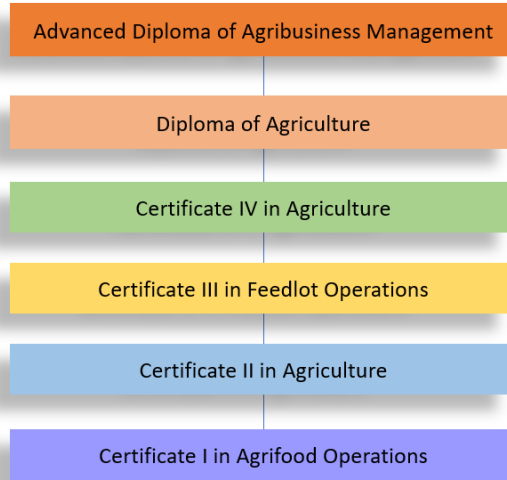 Advanced Diploma of Agribusiness Management
Diploma of Agriculture
Certificate IV in Agriculture
Certificate III in Feedlot Operations
Certificate II in Agriculture
Certificate I in Agrifood Operations